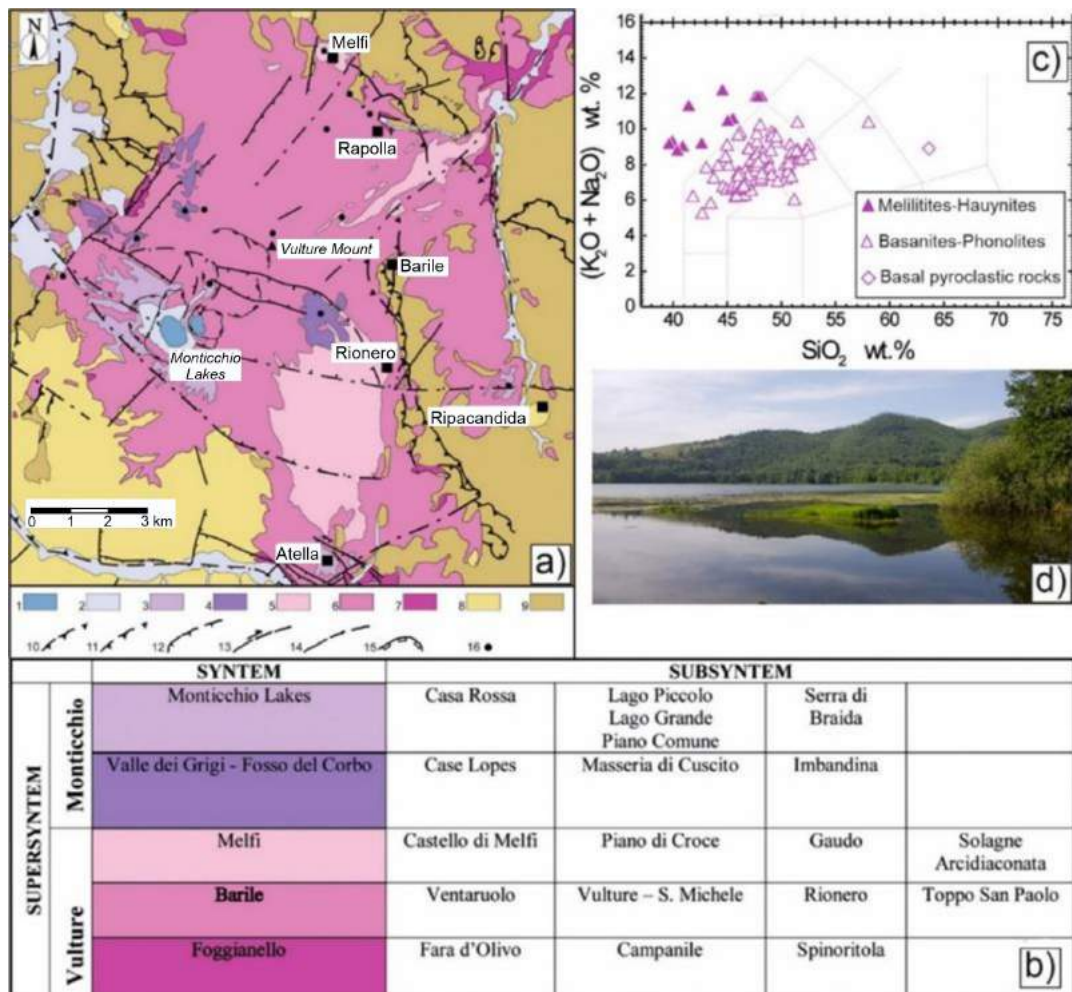 N
Melfi
Rapolla
Vulture Mount
Barile
Monticchio
Lakes
Rionero
Ripacandida
0 1 2 3 km
Atella
a)
1 2 3 4 5 6 7 8 9
10 11 12 13 14 15 16
16
14
12
10
8
6
4
2
0
(K2O + Na2O) wt. %
c)
Melilitites-Hauynites
Basanites-Phonolites
Basal pyroclastic rocks
40 45 50 55 60 65 70 75
SiO2 wt.%
d)
SYNTEM SUBSYNTEM
SUPERSYNTEM
Monticchio
Monticchio Lakes Casa Rossa Lago Piccolo Serra di
Lago Grande Braida
Piano Comune
Valle dei Grigi - Fosso del Corbo Case Lopes Masseria di Cuscito Imbandina
Vulture
Melfi Castello di Melfi Piano di Croce Gaudo Solagne
Arcidiaconata
Barile Ventaruolo Vulture – S. Michele Rionero Toppo San Paolo
Foggianello Fara d'Olivo Campanile Spinoritola
b)